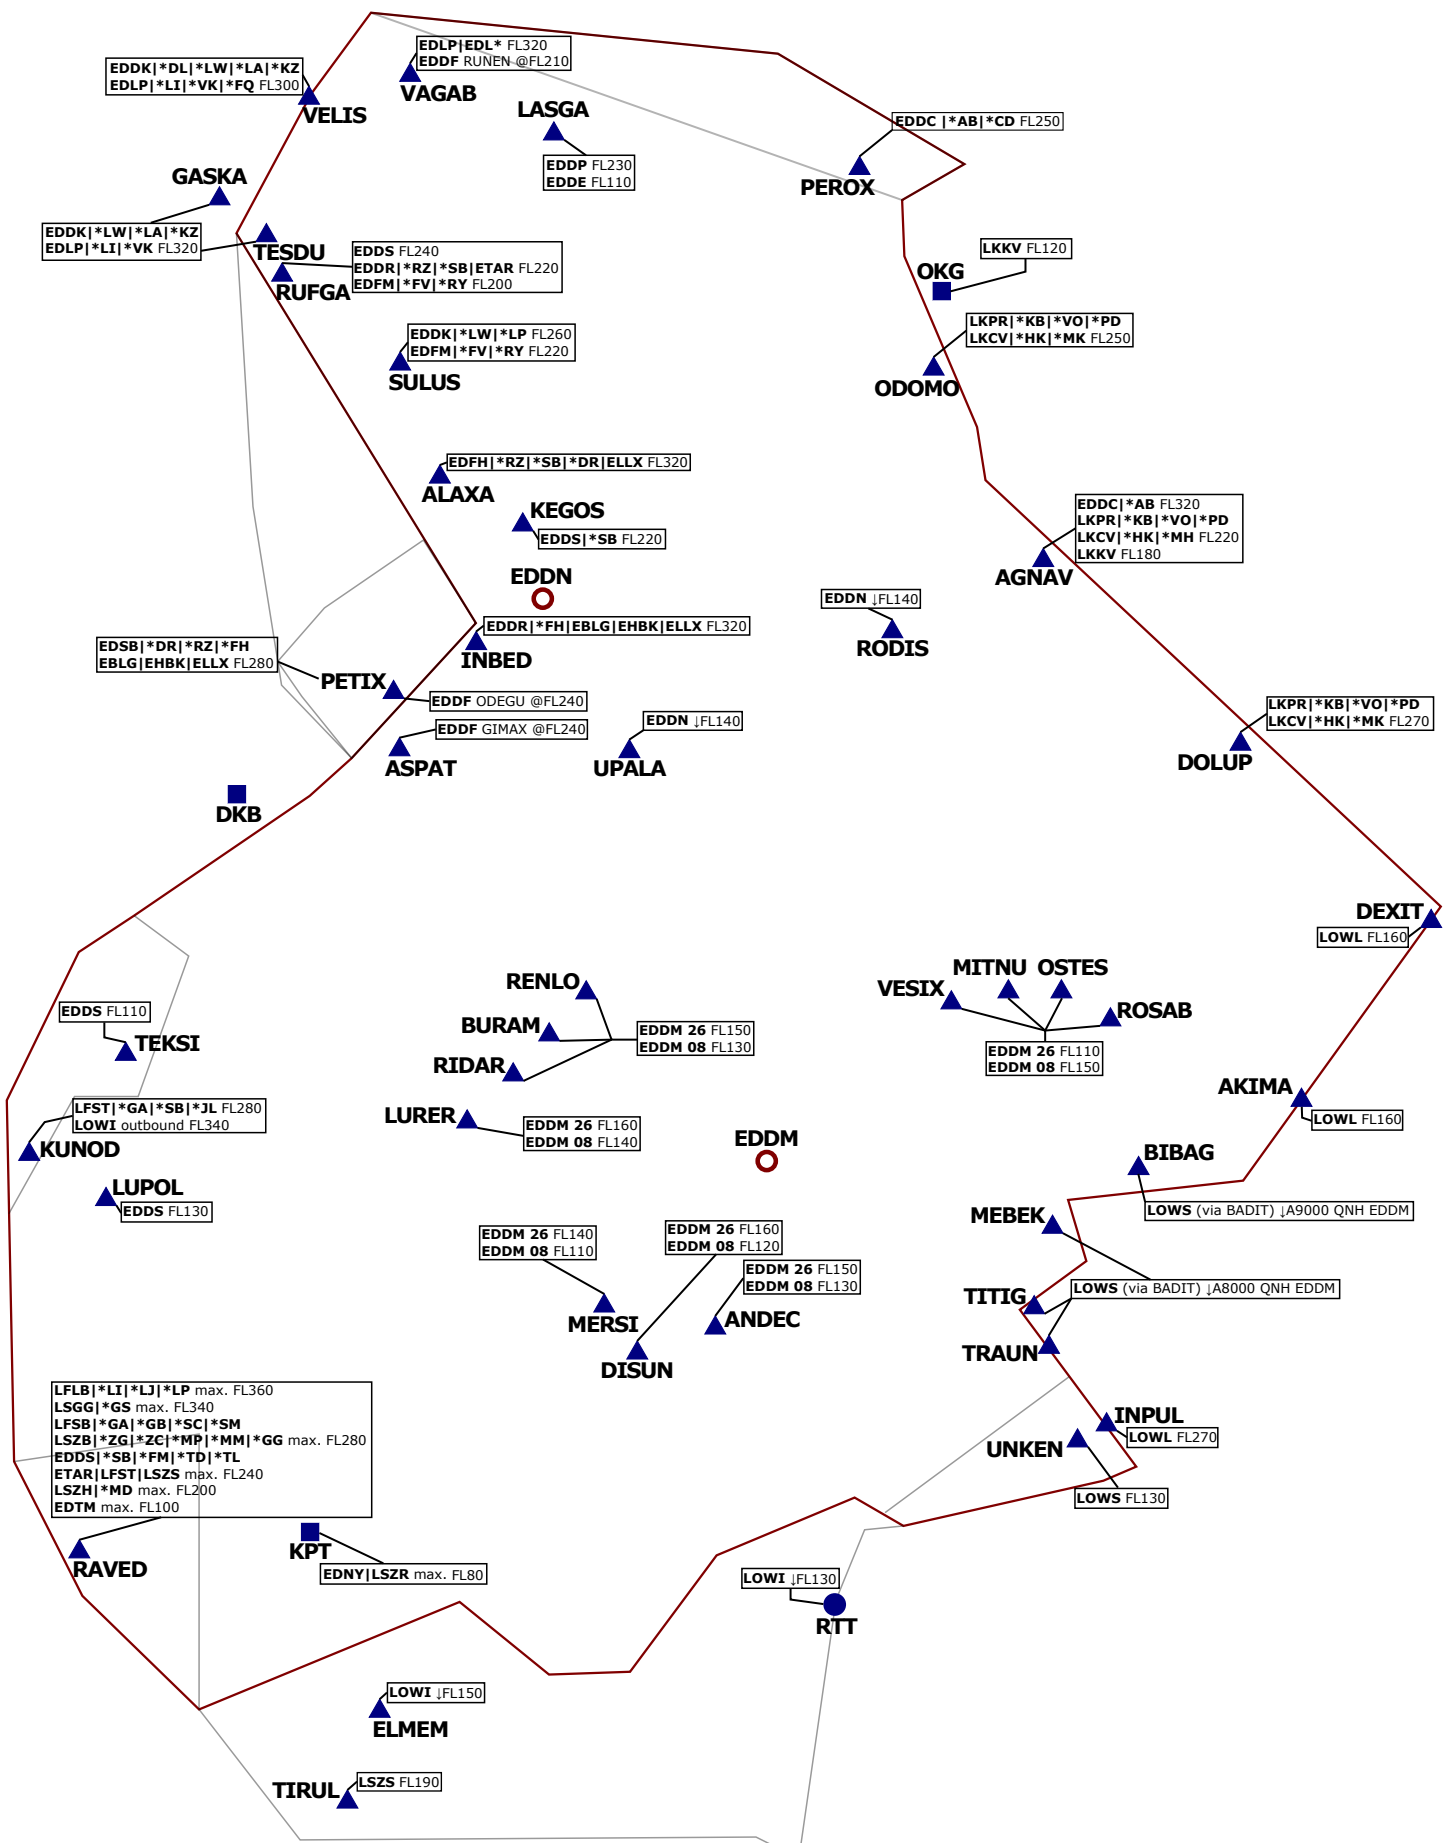 EDLP|EDL* FL320
EDDF RUNEN @FL210
VAGAB
EDDK|*DL|*LW|*LA|*KZ
EDLP|*LI|*VK|*FQ FL300
VELIS
LASGA
EDDP FL230
EDDE FL110
EDDC |*AB|*CD FL250
PEROX
GASKA
EDDK|*LW|*LA|*KZ
EDLP|*LI|*VK FL320
TESDU
RUFGA
EDDS FL240
EDDR|*RZ|*SB|ETAR FL220
EDFM|*FV|*RY FL200
LKKV FL120
OKG
LKPR|*KB|*VO|*PD
LKCV|*HK|*MK FL250
ODOMO
EDDK|*LW|*LP FL260
EDFM|*FV|*RY FL220
SULUS
EDFH|*RZ|*SB|*DR|ELLX FL320
ALAXA
KEGOS
EDDS|*SB FL220
EDDC|*AB FL320
LKPR|*KB|*VO|*PD
LKCV|*HK|*MH FL220
LKKV FL180
AGNAV
EDDN
EDDN ↓FL140
RODIS
EDDR|*FH|EBLG|EHBK|ELLX FL320
INBED
EDSB|*DR|*RZ|*FH
EBLG|EHBK|ELLX FL280
PETIX
EDDF ODEGU @FL240
EDDF GIMAX @FL240
ASPAT
EDDN ↓FL140
UPALA
LKPR|*KB|*VO|*PD
LKCV|*HK|*MK FL270
DOLUP
DKB
DEXIT
LOWL FL160
RENLO
BURAM
RIDAR
EDDM 26 FL150
EDDM 08 FL130
VESIX
MITNU
OSTES
ROSAB
EDDM 26 FL110
EDDM 08 FL150
EDDS FL110
TEKSI
LFST|*GA|*SB|*JL FL280
LOWI outbound FL340
KUNOD
LUPOL
EDDS FL130
LURER
EDDM 26 FL160
EDDM 08 FL140
EDDM
AKIMA
LOWL FL160
BIBAG
LOWS (via BADIT) ↓A9000 QNH EDDM
MEBEK
EDDM 26 FL140
EDDM 08 FL110
MERSI
EDDM 26 FL160
EDDM 08 FL120
DISUN
EDDM 26 FL150
EDDM 08 FL130
ANDEC
LOWS (via BADIT) ↓A8000 QNH EDDM
TITIG
TRAUN
LFLB|*LI|*LJ|*LP max. FL360
LSGG|*GS max. FL340
LFSB|*GA|*GB|*SC|*SM
LSZB|*ZG|*ZC|*MP|*MM|*GG max. FL280
EDDS|*SB|*FM|*TD|*TL
ETAR|LFST|LSZS max. FL240
LSZH|*MD max. FL200
EDTM max. FL100
RAVED
KPT
EDNY|LSZR max. FL80
INPUL
LOWL FL270
UNKEN
LOWS FL130
LOWI ↓FL130
RTT
LOWI ↓FL150
ELMEM
LSZS FL190
TIRUL